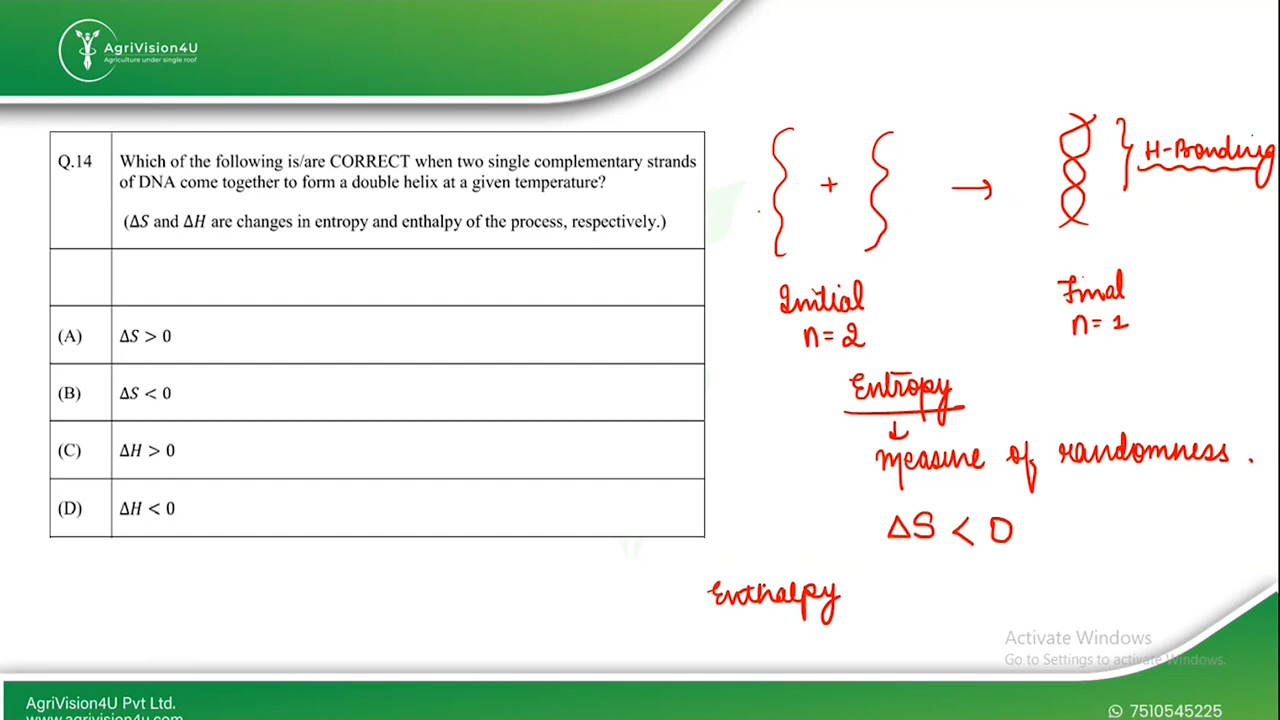 AgriVision4U
Agriculture under single roof
Q.14
Which of the following is/are CORRECT when two single complementary strands
of DNA come together to form a double helix at a given temperature?
(ΔS and ΔH are changes in entropy and enthalpy of the process, respectively.)
(A) ΔS > 0
(B) ΔS < 0
(C) ΔH > 0
(D) ΔH < 0
+ → H-Bonding
Initial
n=2
Final
n=1
Entropy
↓
measure of randomness.
ΔS < 0
Enthalpy
Activate Windows
Go to Settings to activate Windows.
AgriVision4U Pvt Ltd.
www.agrivision4u.com
7510545225